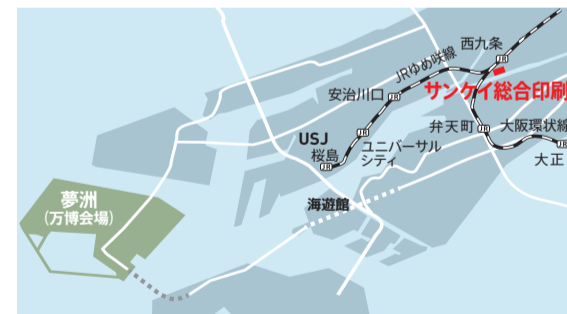 西九条
JRゆめ咲線
サンケイ総合印刷
安治川口
弁天町
大阪環状線
USJ
ユニバーサル
シティ
桜島
大正
海遊館
夢洲
(万博会場)